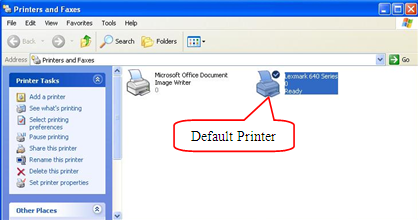 Printers and Faxes
File Edit View Favorites Tools Help
Back Search Folders
Address Printers and Faxes Go
Printer Tasks
Add a printer
See what's printing
Select printing
preferences
Pause printing
Share this printer
Rename this printer
Delete this printer
Set printer properties
Other Places
Microsoft Office Document
Image Writer
0
Lexmark 640 Series
0
Ready
Default Printer